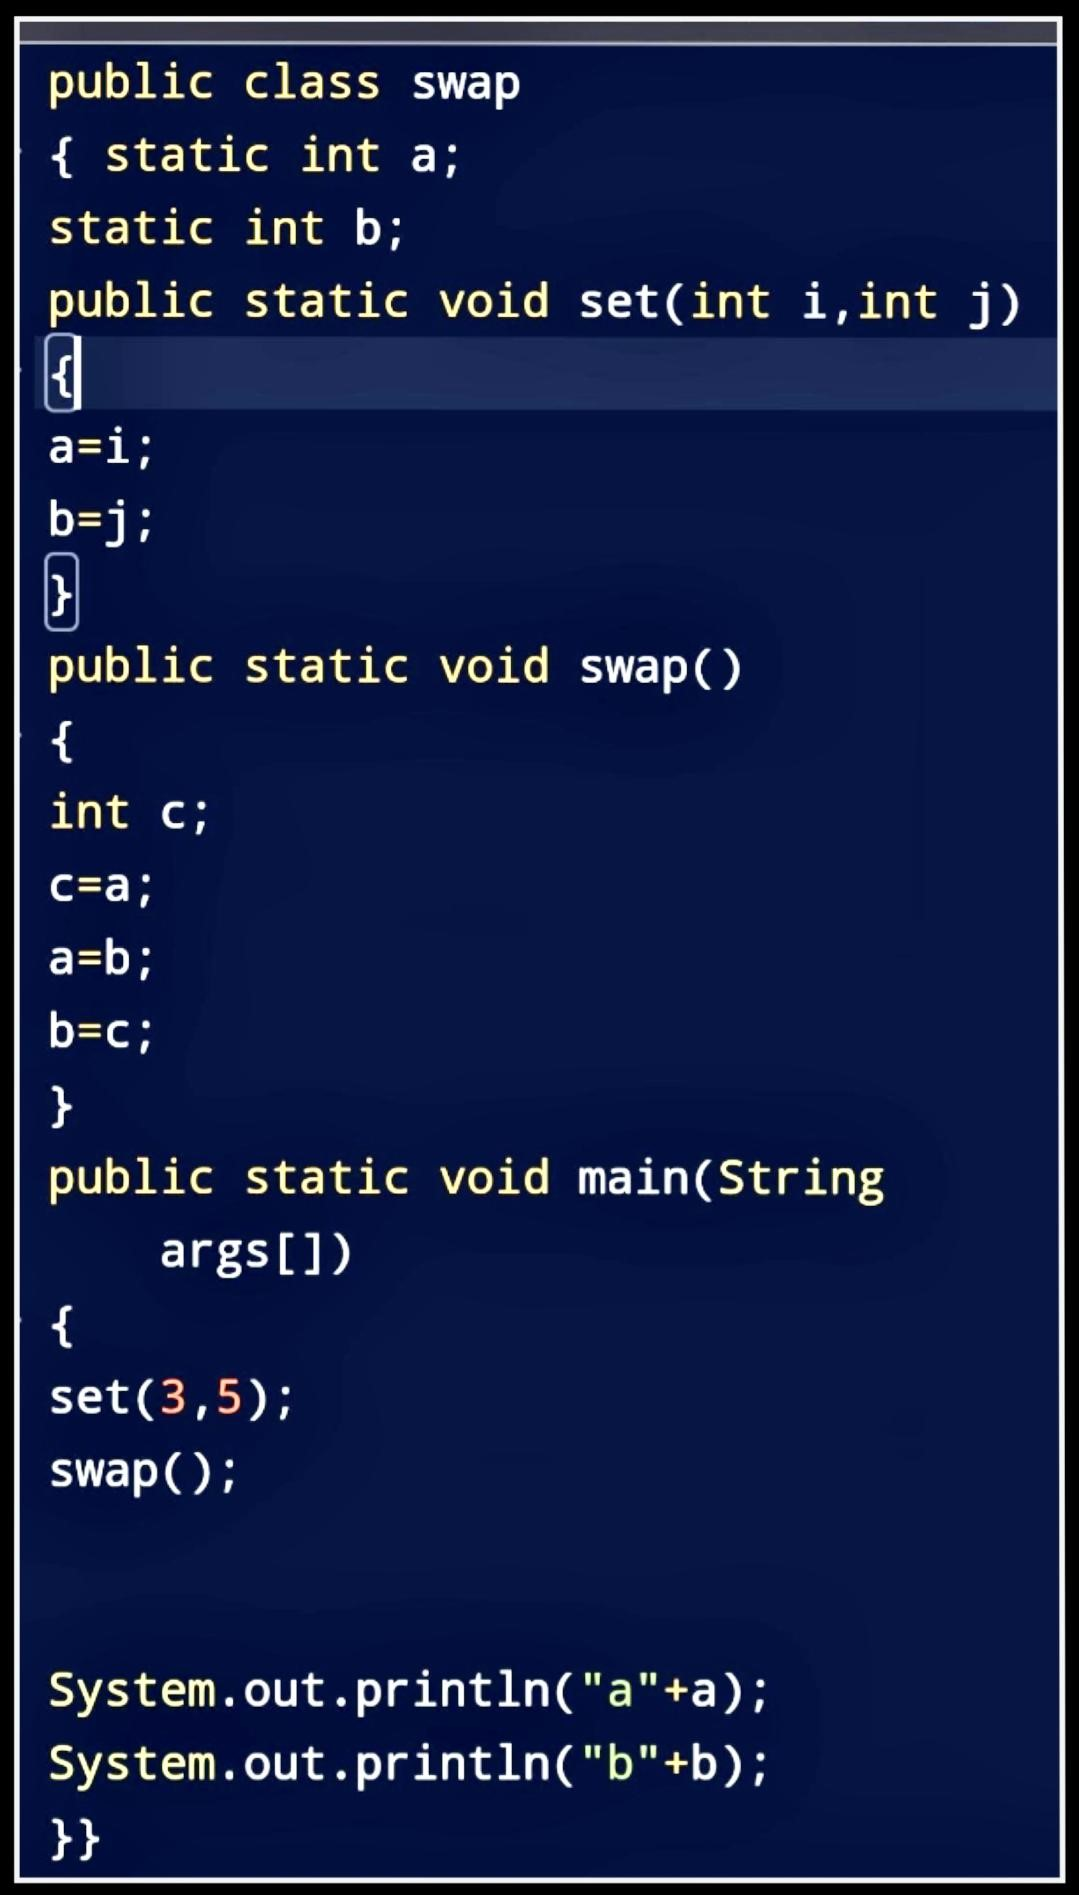 public class swap
{ static int a;
static int b;
public static void set(int i,int j)
{
a=i;
b=j;
}
public static void swap()
{
int c;
c=a;
a=b;
b=c;
}
public static void main(String
args[])
{
set(3,5);
swap();
System.out.println("a"+a);
System.out.println("b"+b);
}}